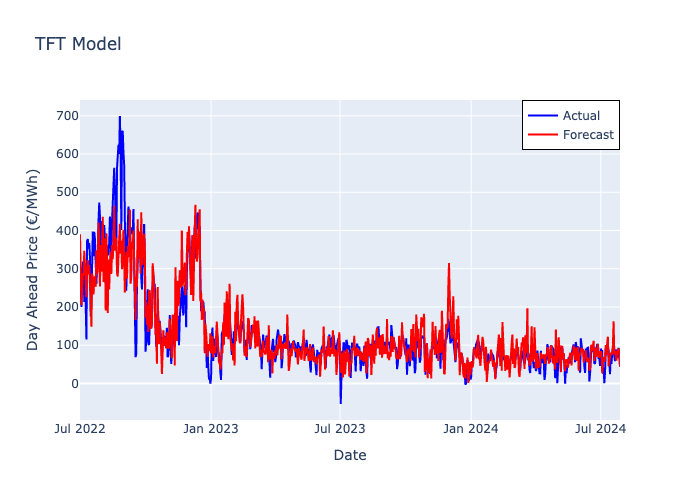 TFT Model
Actual
Forecast
Day Ahead Price (€/MWh)
700
600
500
400
300
200
100
0
Jul 2022
Jan 2023
Jul 2023
Jan 2024
Jul 2024
Date